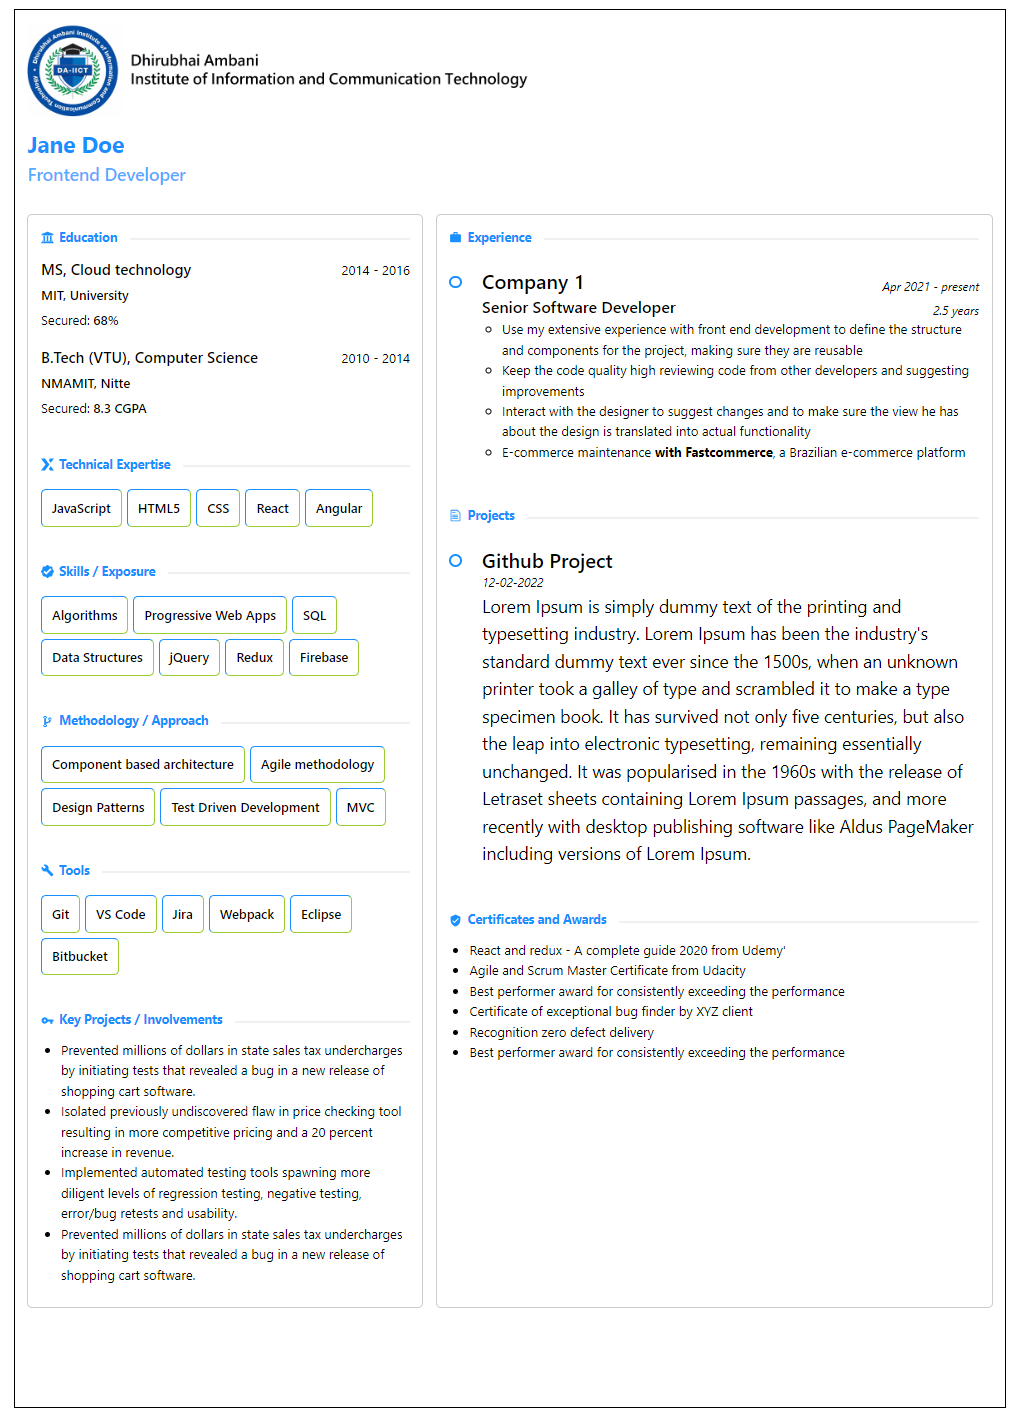 Dhirubhai Ambani Institute of Information and Communication Technology
DA-IICT
Dhirubhai Ambani
Institute of Information and Communication Technology
Jane Doe
Frontend Developer
Education
MS, Cloud technology 2014 - 2016
MIT, University
Secured: 68%
B.Tech (VTU), Computer Science 2010 - 2014
NMAMIT, Nitte
Secured: 8.3 CGPA
Technical Expertise
JavaScript HTML5 CSS React Angular
Skills / Exposure
Algorithms Progressive Web Apps SQL
Data Structures jQuery Redux Firebase
Methodology / Approach
Component based architecture Agile methodology
Design Patterns Test Driven Development MVC
Tools
Git VS Code Jira Webpack Eclipse
Bitbucket
Key Projects / Involvements
Prevented millions of dollars in state sales tax undercharges
by initiating tests that revealed a bug in a new release of
shopping cart software.
Isolated previously undiscovered flaw in price checking tool
resulting in more competitive pricing and a 20 percent
increase in revenue.
Implemented automated testing tools spawning more
diligent levels of regression testing, negative testing,
error/bug retests and usability.
Prevented millions of dollars in state sales tax undercharges
by initiating tests that revealed a bug in a new release of
shopping cart software.
Experience
Company 1 Apr 2021 - present
Senior Software Developer 2.5 years
Use my extensive experience with front end development to define the structure
and components for the project, making sure they are reusable
Keep the code quality high reviewing code from other developers and suggesting
improvements
Interact with the designer to suggest changes and to make sure the view he has
about the design is translated into actual functionality
E-commerce maintenance with Fastcommerce, a Brazilian e-commerce platform
Projects
Github Project
12-02-2022
Lorem Ipsum is simply dummy text of the printing and
typesetting industry. Lorem Ipsum has been the industry's
standard dummy text ever since the 1500s, when an unknown
printer took a galley of type and scrambled it to make a type
specimen book. It has survived not only five centuries, but also
the leap into electronic typesetting, remaining essentially
unchanged. It was popularised in the 1960s with the release of
Letraset sheets containing Lorem Ipsum passages, and more
recently with desktop publishing software like Aldus PageMaker
including versions of Lorem Ipsum.
Certificates and Awards
React and redux - A complete guide 2020 from Udemy'
Agile and Scrum Master Certificate from Udacity
Best performer award for consistently exceeding the performance
Certificate of exceptional bug finder by XYZ client
Recognition zero defect delivery
Best performer award for consistently exceeding the performance